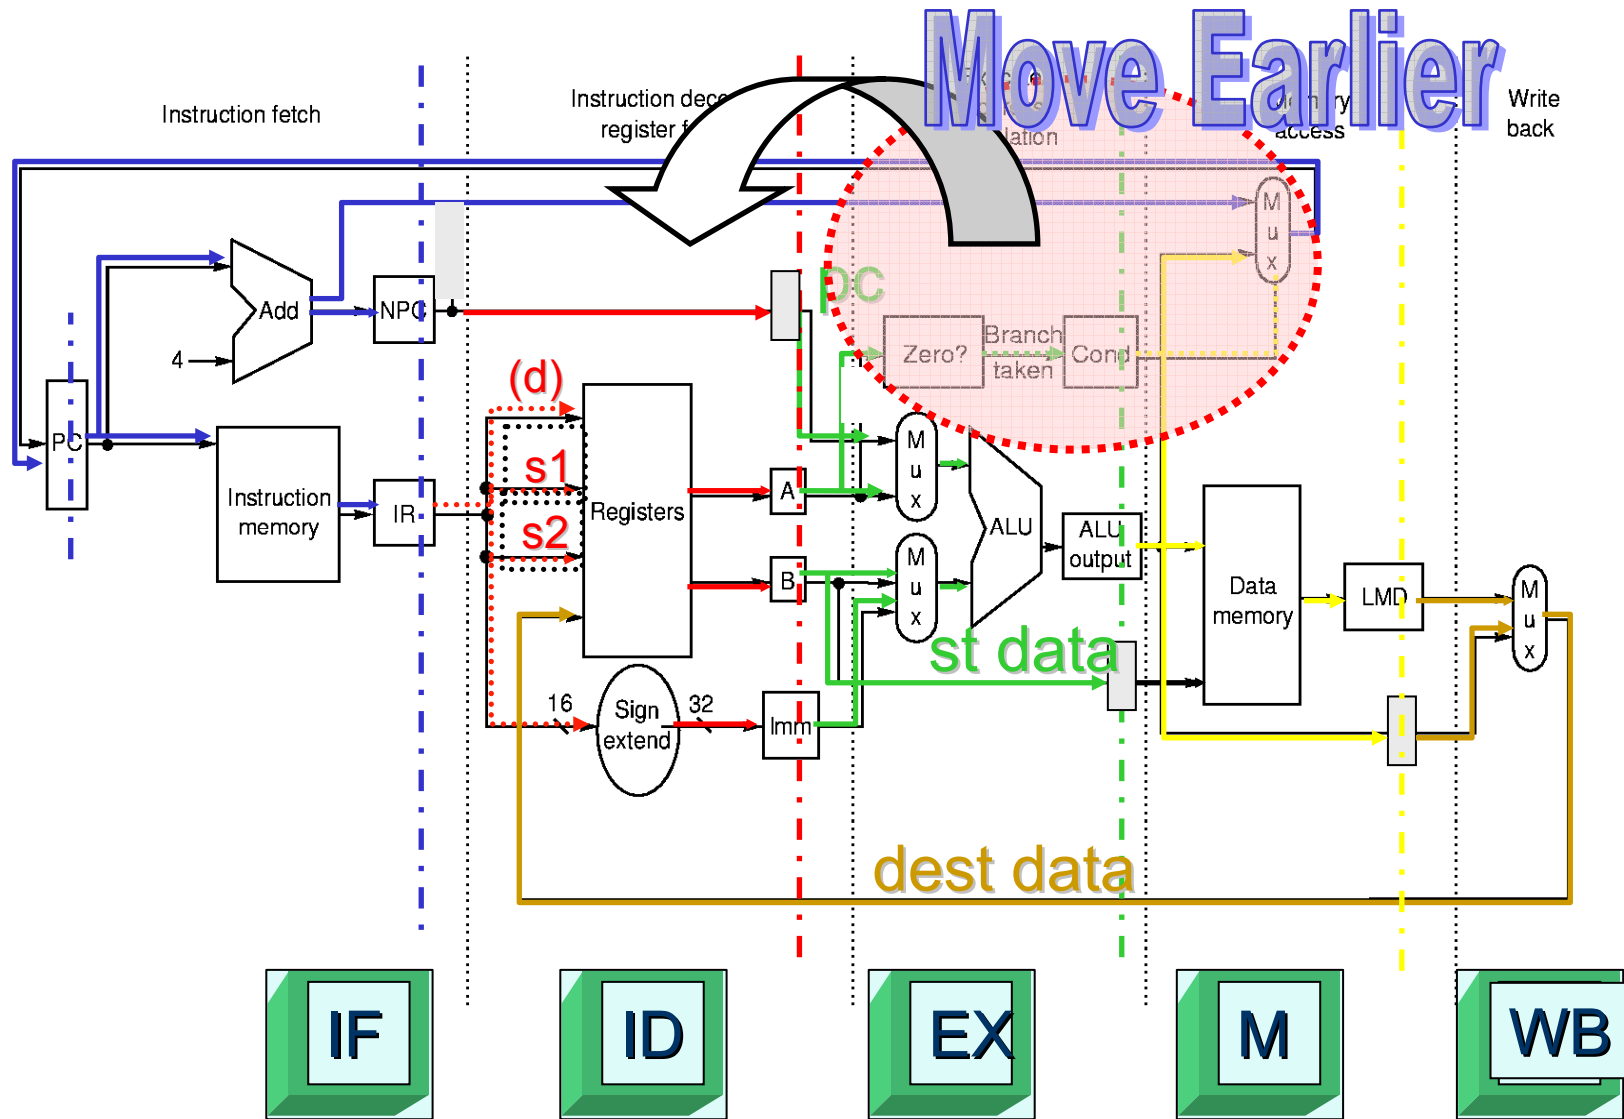 Move Earlier
Instruction fetch
Instruction deco
register f
lation
Memory
access
Write
back
M
u
x
pc
Add
NPC
4
Zero?
Branch
taken
Cond
(d)
PC
s1
s2
Instruction
memory
IR
Registers
A
B
M
u
x
M
u
x
ALU
ALU
output
Data
memory
LMD
M
u
x
st data
16
Sign
extend
32
Imm
dest data
IF
ID
EX
M
WB